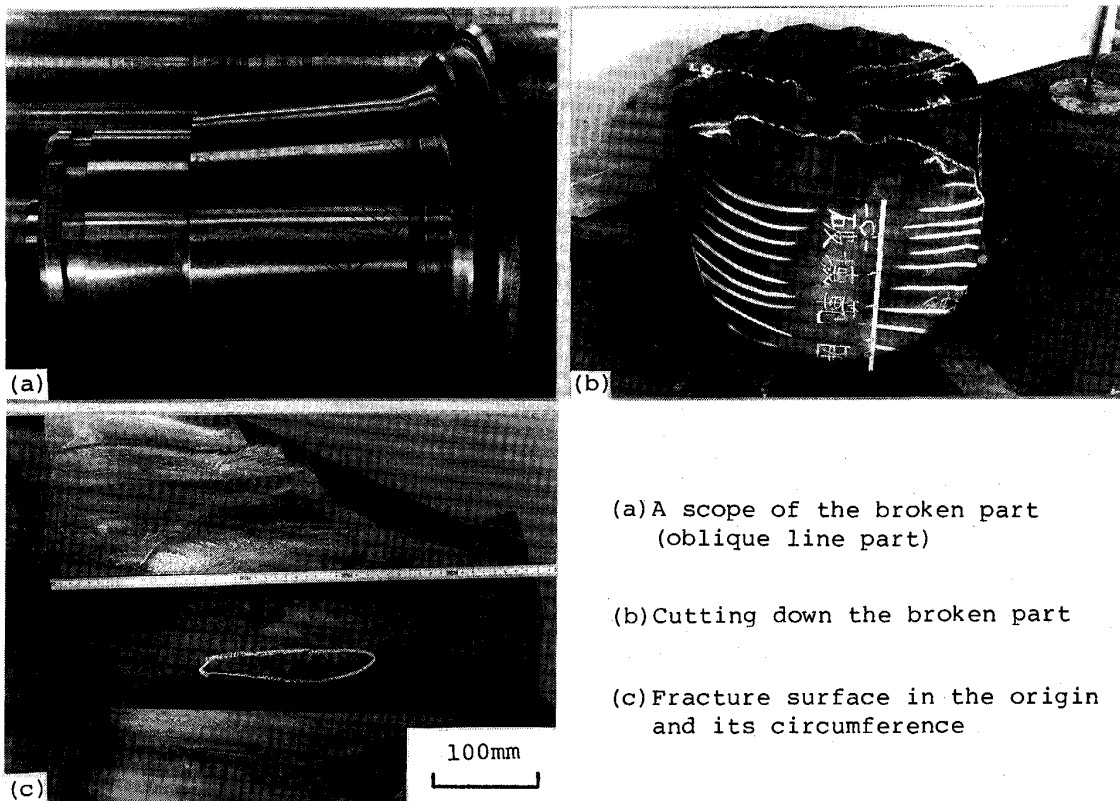 (a)
(b)
(c)
100mm
(a) A scope of the broken part
(oblique line part)
(b) Cutting down the broken part
(c) Fracture surface in the origin
and its circumference